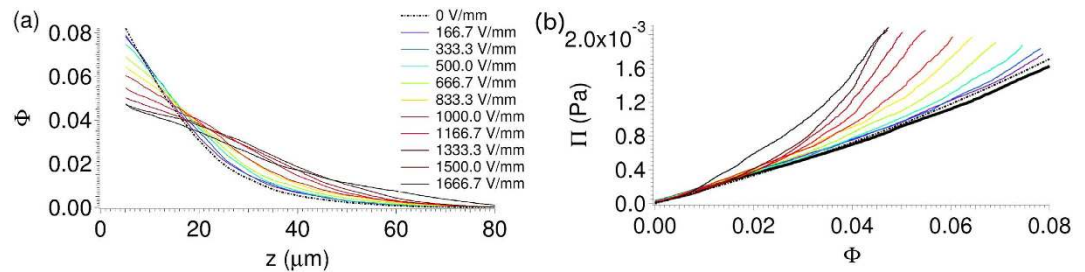 (a)
0.08
0.06
0.04
0.02
0.00
Φ
0
20
40
60
80
z (μm)
0 V/mm
166.7 V/mm
333.3 V/mm
500.0 V/mm
666.7 V/mm
833.3 V/mm
1000.0 V/mm
1166.7 V/mm
1333.3 V/mm
1500.0 V/mm
1666.7 V/mm
(b)
2.0x10⁻³
1.6
1.2
0.8
0.4
0.0
Π (Pa)
0.00
0.02
0.04
0.06
0.08
Φ